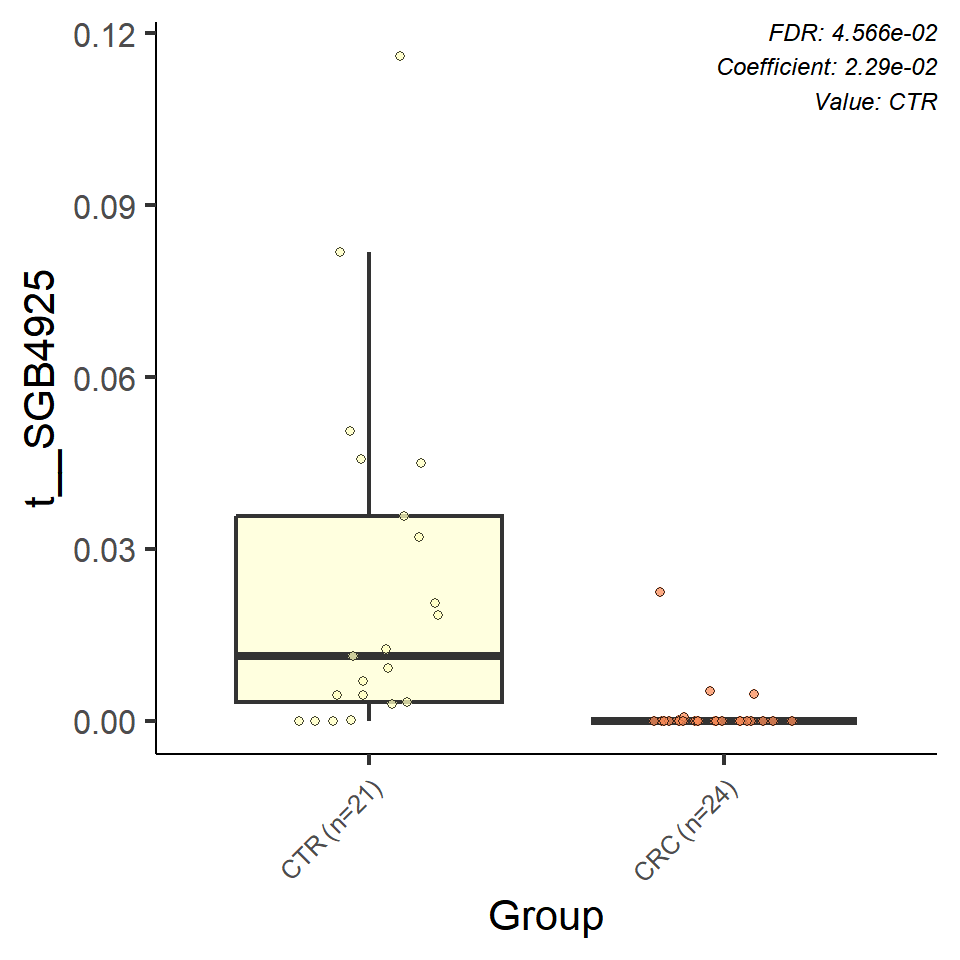 FDR: 4.566e-02
Coefficient: 2.29e-02
Value: CTR
0.12
0.09
0.06
0.03
0.00
t__SGB4925
CTR (n=21)
CRC (n=24)
Group